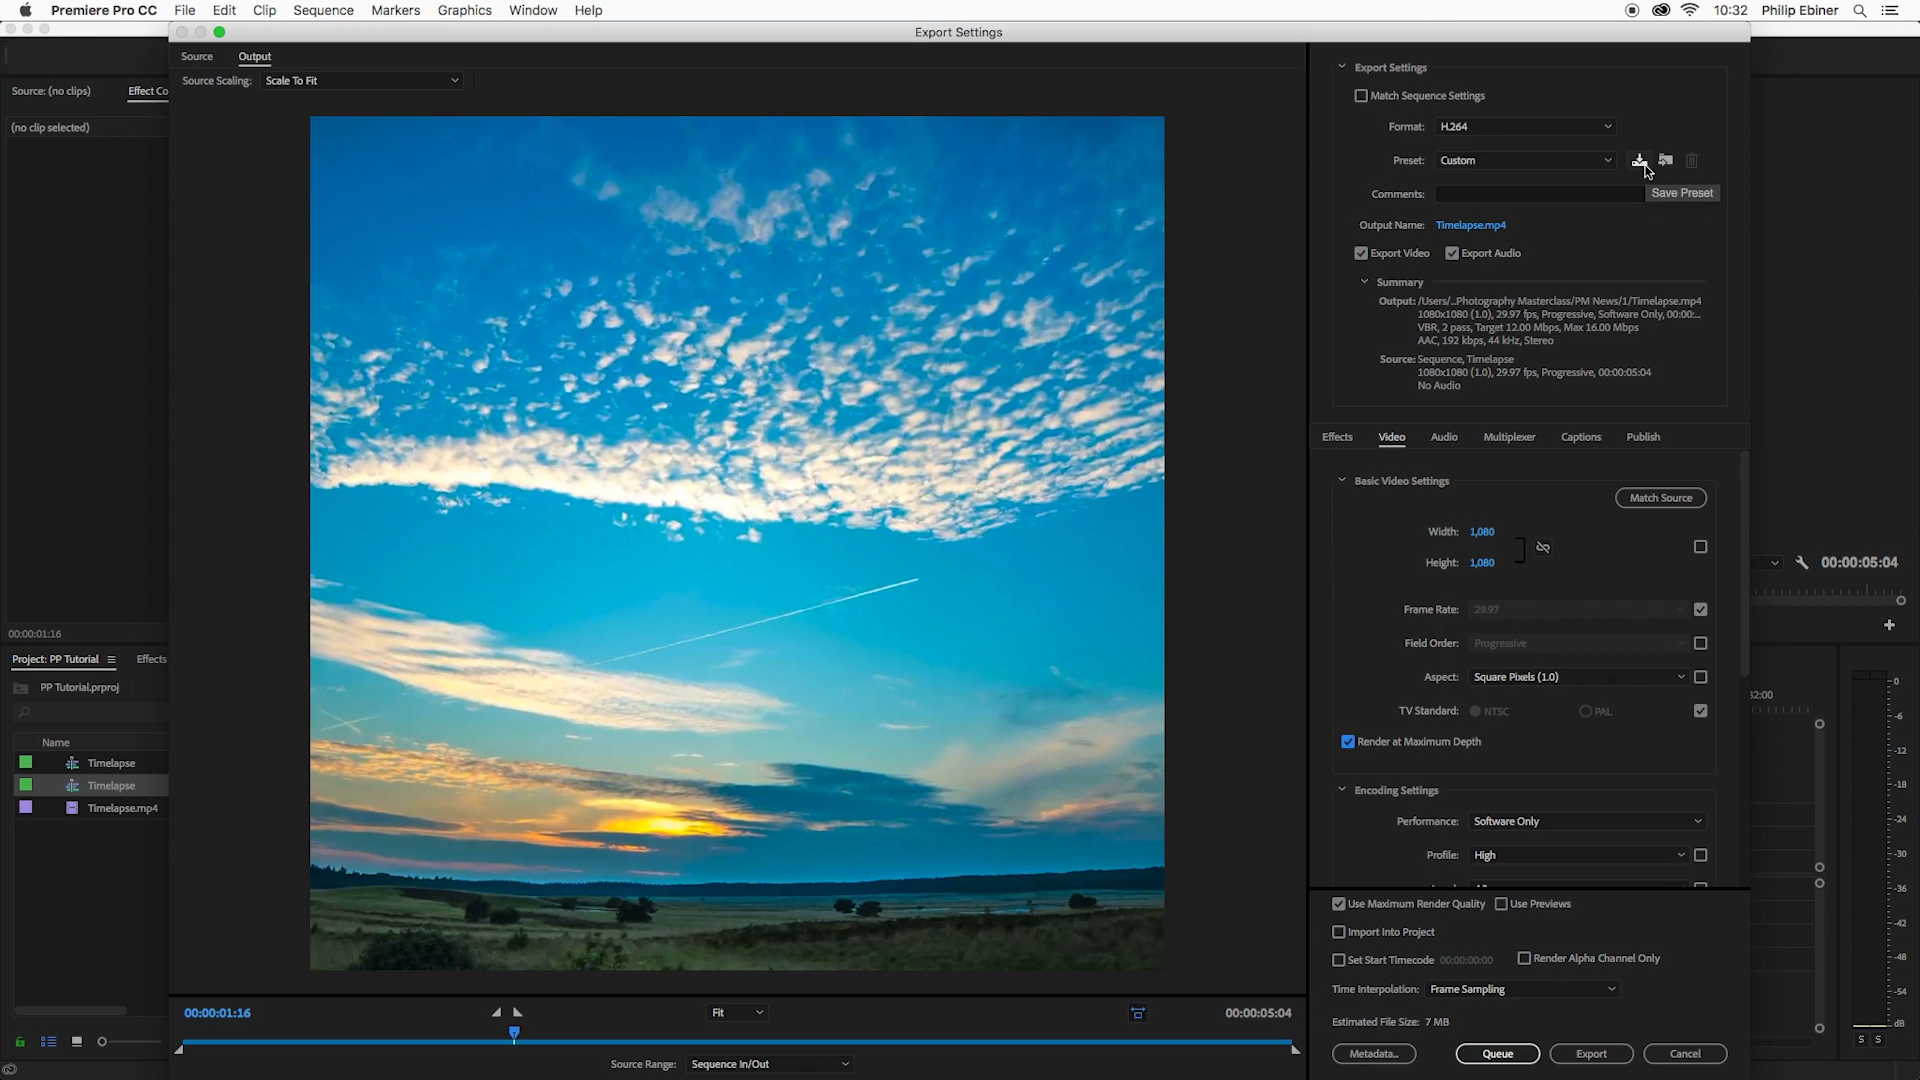 Premiere Pro CC File Edit Clip Sequence Markers Graphics Window Help 10:32 Philip Ebiner
Export Settings
Source Output
Source Scaling: Scale To Fit
Source: (no clips) Effect Co
(no clip selected)
00:00:01:16
Project: PP Tutorial Effects
PP Tutorial.prproj
Name
Timelapse
Timelapse
Timelapse.mp4
00:00:01:16 Fit 00:00:05:04
Source Range: Sequence In/Out
Export Settings
Match Sequence Settings
Format: H.264
Preset: Custom
Comments: Save Preset
Output Name: Timelapse.mp4
Export Video Export Audio
Summary
Output: /Users/...Photography Masterclass/PM News/1/Timelapse.mp4
1080x1080 (1.0), 29.97 fps, Progressive, Software Only, 00:00:...
VBR, 2 pass, Target 12.00 Mbps, Max 16.00 Mbps
AAC, 192 kbps, 44 kHz, Stereo
Source: Sequence, Timelapse
1080x1080 (1.0), 29.97 fps, Progressive, 00:00:05:04
No Audio
Effects Video Audio Multiplexer Captions Publish
Basic Video Settings
Match Source
Width: 1,080
Height: 1,080
Frame Rate: 29.97
Field Order: Progressive
Aspect: Square Pixels (1.0)
TV Standard: NTSC PAL
Render at Maximum Depth
Encoding Settings
Performance: Software Only
Profile: High
Use Maximum Render Quality Use Previews
Import Into Project
Set Start Timecode 00:00:00:00 Render Alpha Channel Only
Time Interpolation: Frame Sampling
Estimated File Size: 7 MB
Metadata... Queue Export Cancel
00:00:05:04
32:00
0
-6
-12
-18
-24
-30
-36
-42
-48
-54
dB
S S